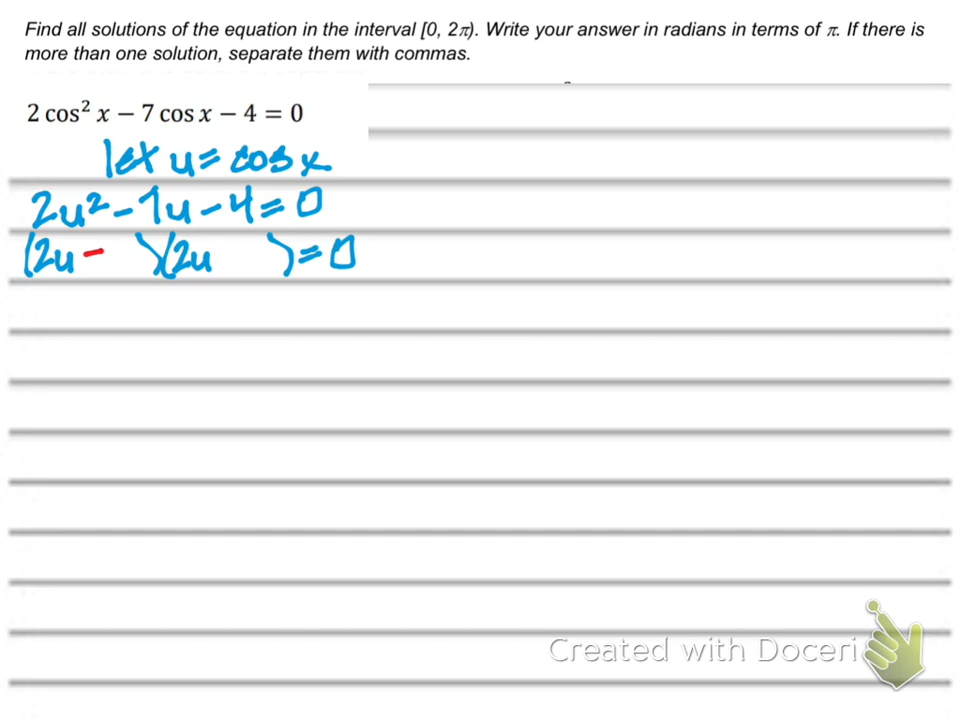 Find all solutions of the equation in the interval [0, 2π). Write your answer in radians in terms of π. If there is
more than one solution, separate them with commas.
2 cos² x − 7 cos x − 4 = 0
let u = cos x
2u² − 7u − 4 = 0
(2u −   )(2u   ) = 0
Created with Doceri